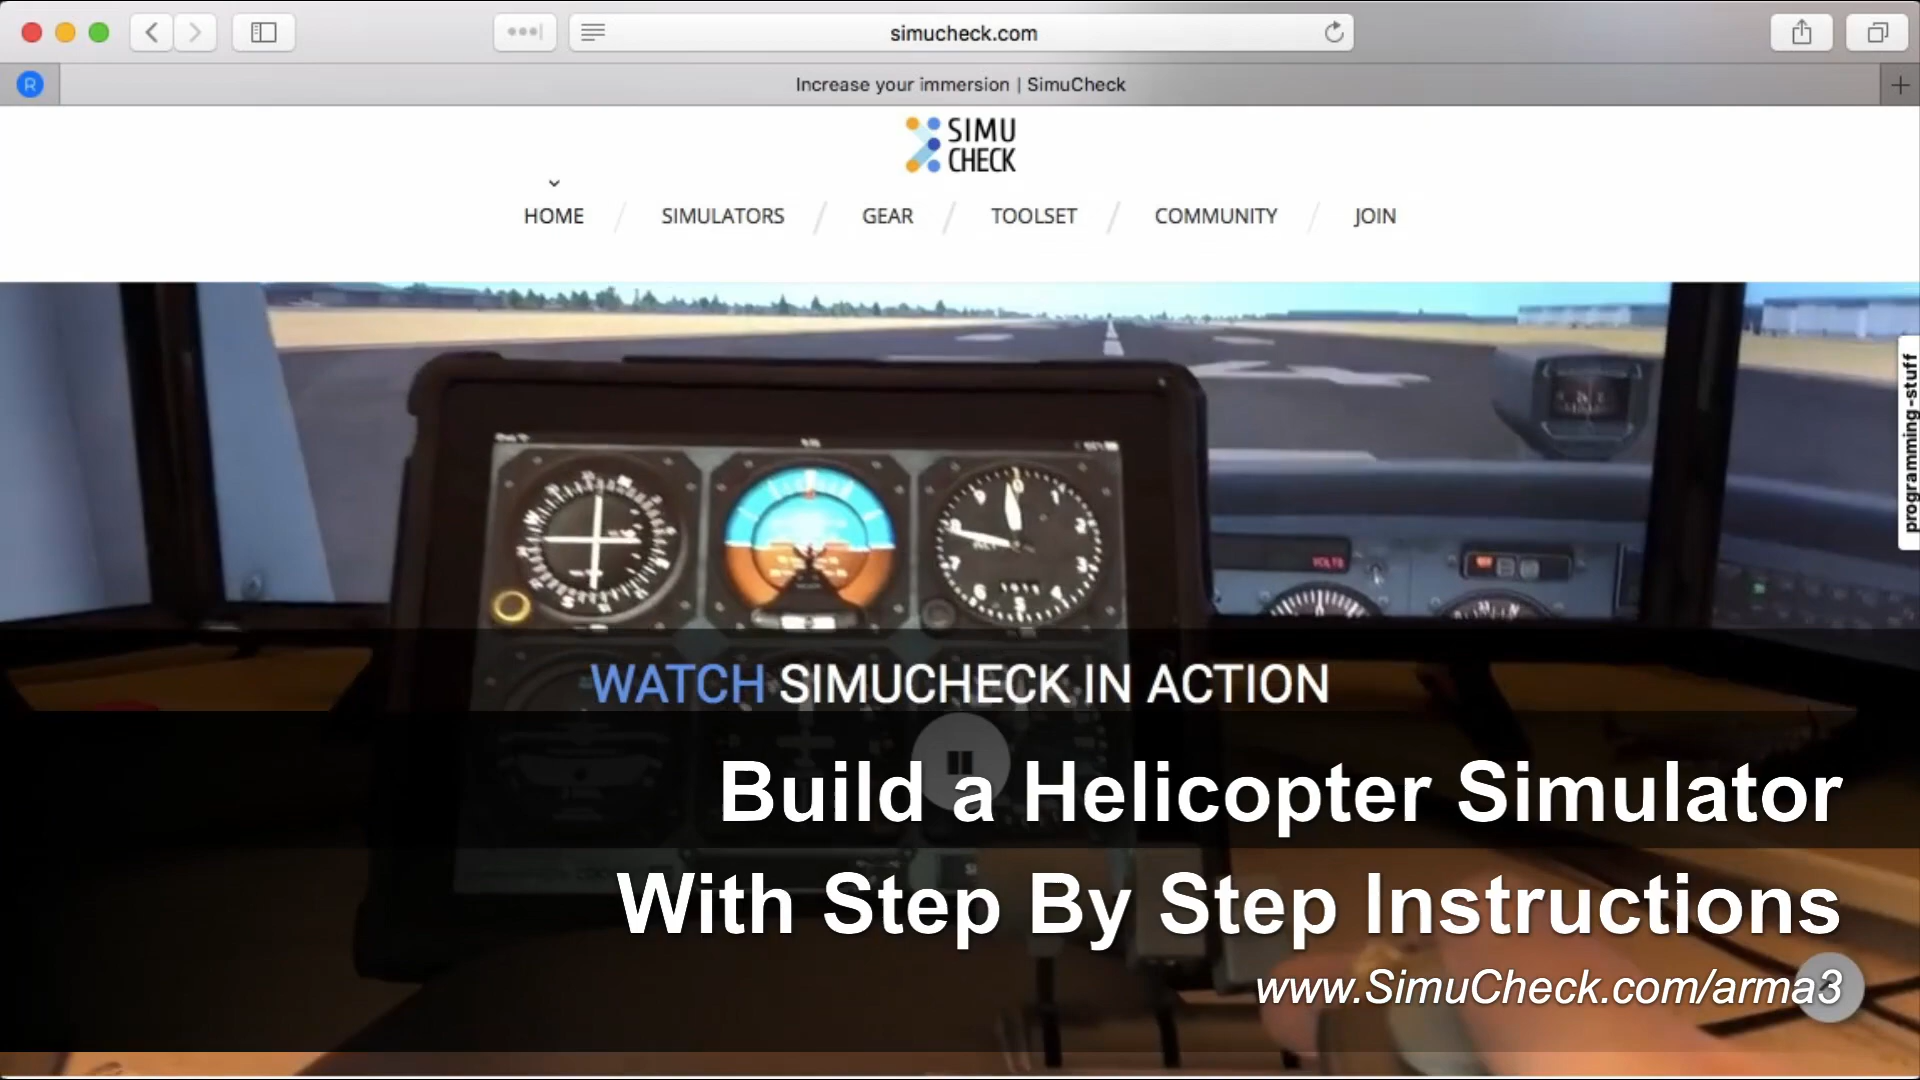 simucheck.com
R
Increase your immersion | SimuCheck
SIMU
CHECK
HOME
SIMULATORS
GEAR
TOOLSET
COMMUNITY
JOIN
programming-stuff
VOLTS
WATCH SIMUCHECK IN ACTION
Build a Helicopter Simulator
With Step By Step Instructions
www.SimuCheck.com/arma3